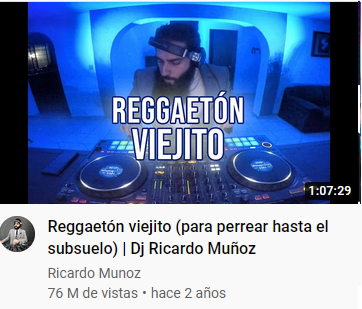 REGGAETÓN
VIEJITO
1:07:29
Reggaetón viejito (para perrear hasta el
subsuelo) | Dj Ricardo Muñoz
Ricardo Munoz
76 M de vistas • hace 2 años